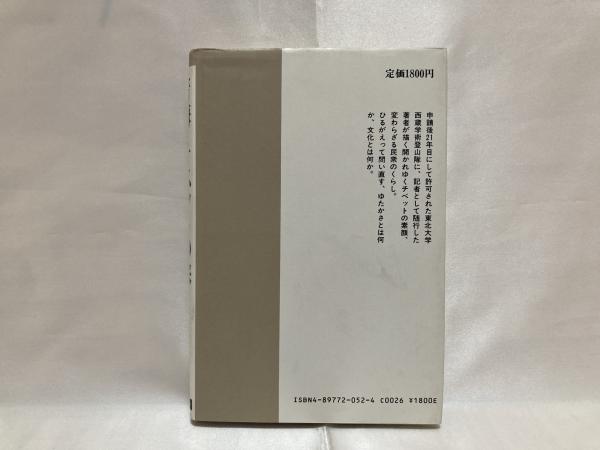 定価1800円
申請後21年目にして許可された東北大学
西蔵学術登山隊に、記者として随行した
著者が描く開かれゆくチベットの素顔、
変わらざる民衆のくらし。
ひるがえって問い直す、ゆたかさとは何
か、文化とは何か。
ISBN4-89772-052-4 C0026 ¥1800E